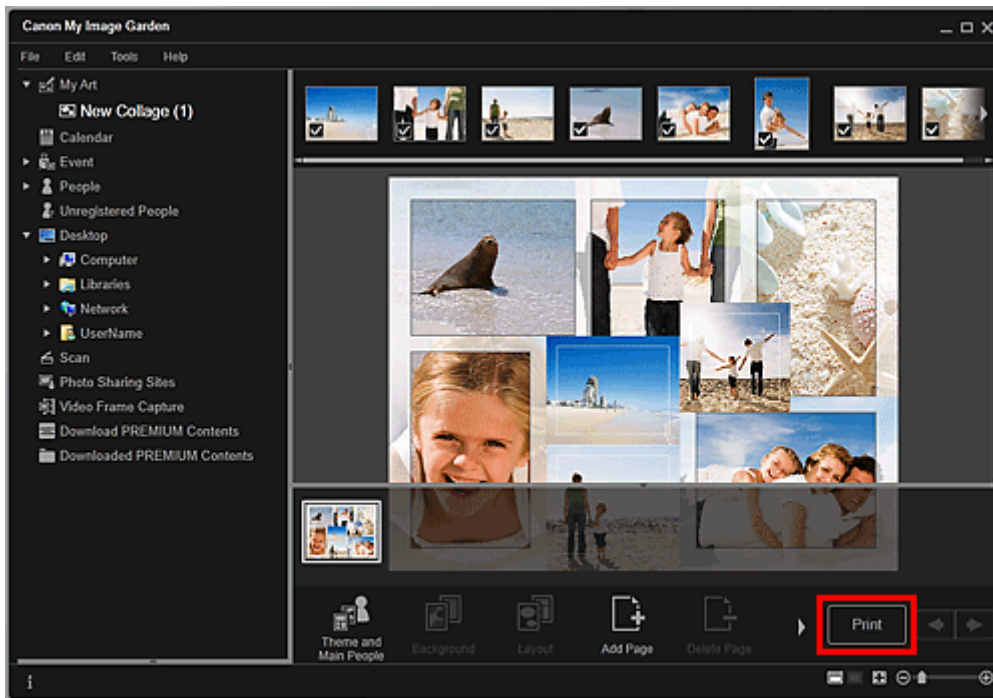 Canon My Image Garden
File Edit Tools Help
My Art
New Collage (1)
Calendar
Event
People
Unregistered People
Desktop
Computer
Libraries
Network
UserName
Scan
Photo Sharing Sites
Video Frame Capture
Download PREMIUM Contents
Downloaded PREMIUM Contents
Theme and
Main People
Background
Layout
Add Page
Delete Page
Print